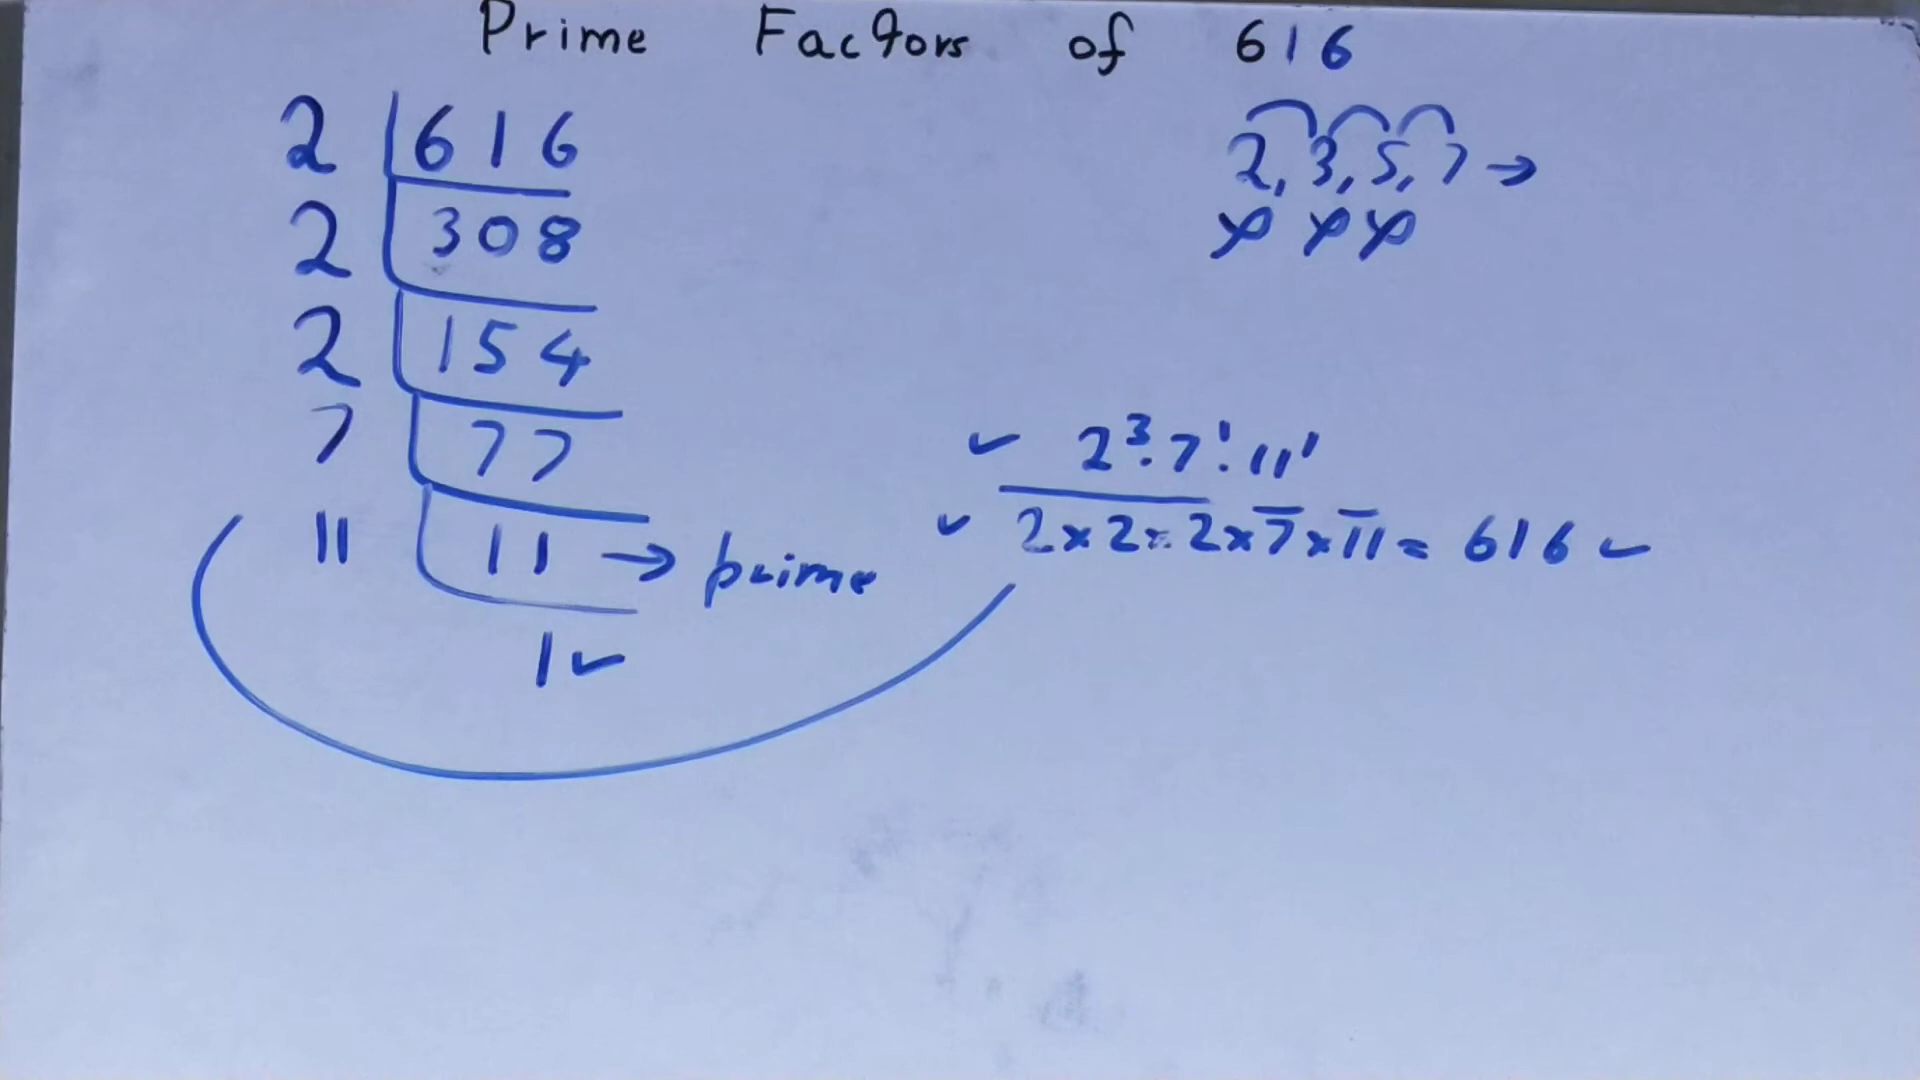 Prime Factors of 616
2 | 616
2 | 308
2 | 154
7 | 77
11 | 11 → prime
1 ✓
2, 3, 5, 7 →
✓ 2³·7¹·11¹
✓ 2×2×2×7×11 = 616 ✓